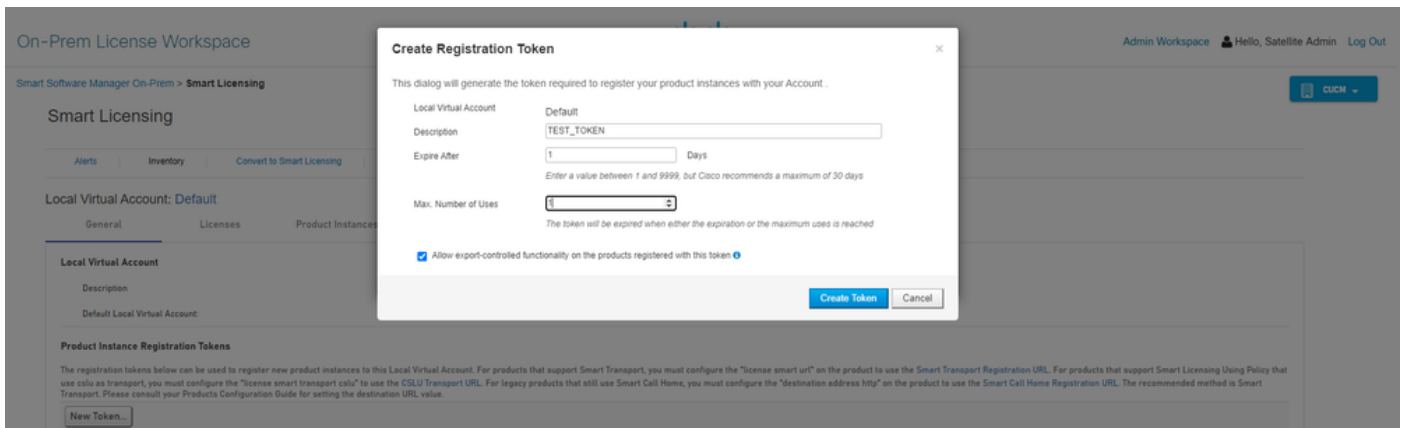 On-Prem License Workspace
Admin Workspace Hello, Satellite Admin Log Out
Smart Software Manager On-Prem > Smart Licensing
CUCM
Smart Licensing
Alerts
Inventory
Convert to Smart Licensing
Local Virtual Account: Default
General
Licenses
Product Instances
Local Virtual Account
Description
Default Local Virtual Account:
Product Instance Registration Tokens
The registration tokens below can be used to register new product instances to this Local Virtual Account. For products that support Smart Transport, you must configure the "license smart url" on the product to use the Smart Transport Registration URL. For products that support Smart Licensing Using Policy that
use cslu as transport, you must configure the "license smart transport cslu" to use the CSLU Transport URL. For legacy products that still use Smart Call Home, you must configure the "destination address http" on the product to use the Smart Call Home Registration URL. The recommended method is Smart
Transport. Please consult your Products Configuration Guide for setting the destination URL value.
New Token...
Create Registration Token
×
This dialog will generate the token required to register your product instances with your Account .
Local Virtual Account
Default
Description
TEST_TOKEN
Expire After
1
Days
Enter a value between 1 and 9999, but Cisco recommends a maximum of 30 days
Max. Number of Uses
1
The token will be expired when either the expiration or the maximum uses is reached
Allow export-controlled functionality on the products registered with this token
Create Token
Cancel